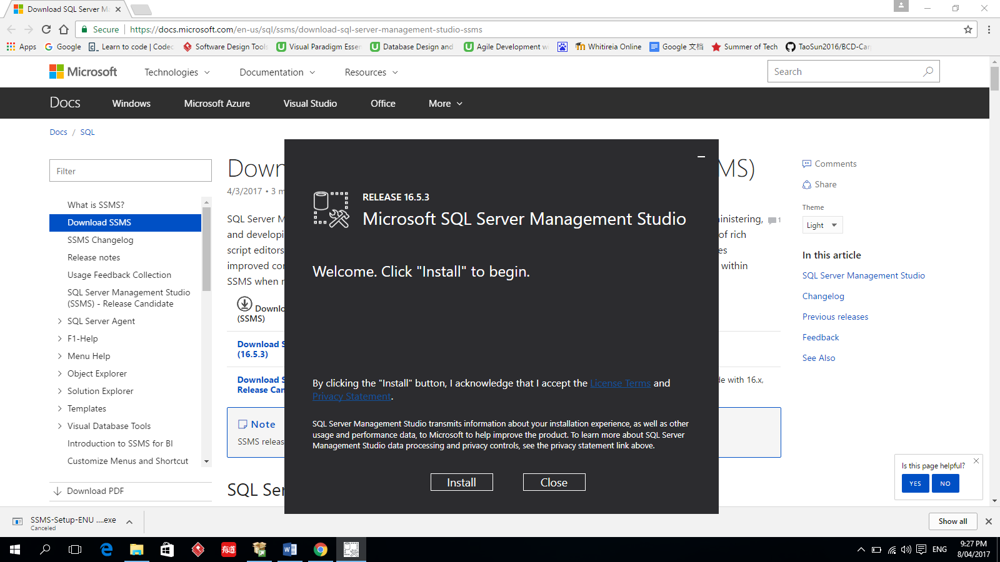 Download SQL Server M
Secure
https://docs.microsoft.com/en-us/sql/ssms/download-sql-server-management-studio-ssms
Apps
Google
Learn to code | Codec
Software Design Tools
Visual Paradigm Essen
Database Design and
Agile Development w
Whitireia Online
Google 文档
Summer of Tech
TaoSun2016/BCD-Car
Microsoft
Technologies
Documentation
Resources
Search
Docs
Windows
Microsoft Azure
Visual Studio
Office
More
Docs / SQL
Filter
What is SSMS?
Download SSMS
SSMS Changelog
Release notes
Usage Feedback Collection
SQL Server Management Studio
(SSMS) - Release Candidate
SQL Server Agent
F1-Help
Menu Help
Object Explorer
Solution Explorer
Templates
Visual Database Tools
Introduction to SSMS for BI
Customize Menus and Shortcut
Download PDF
Down
MS)
4/3/2017 • 3 m
SQL Server M
inistering,
1
and developi
of rich
script editors
es
improved cor
within
SSMS when r
Downlo
(SSMS)
Download S
(16.5.3)
Download S
de with 16.x,
Release Can
Note
SSMS releas
SQL Ser
RELEASE 16.5.3
Microsoft SQL Server Management Studio
Welcome. Click "Install" to begin.
By clicking the "Install" button, I acknowledge that I accept the License Terms and
Privacy Statement.
SQL Server Management Studio transmits information about your installation experience, as well as other
usage and performance data, to Microsoft to help improve the product. To learn more about SQL Server
Management Studio data processing and privacy controls, see the privacy statement link above.
Install
Close
Comments
Share
Theme
Light
In this article
SQL Server Management Studio
Changelog
Previous releases
Feedback
See Also
Is this page helpful?
YES
NO
SSMS-Setup-ENU ....exe
Canceled
Show all
有道
ENG
9:27 PM
8/04/2017